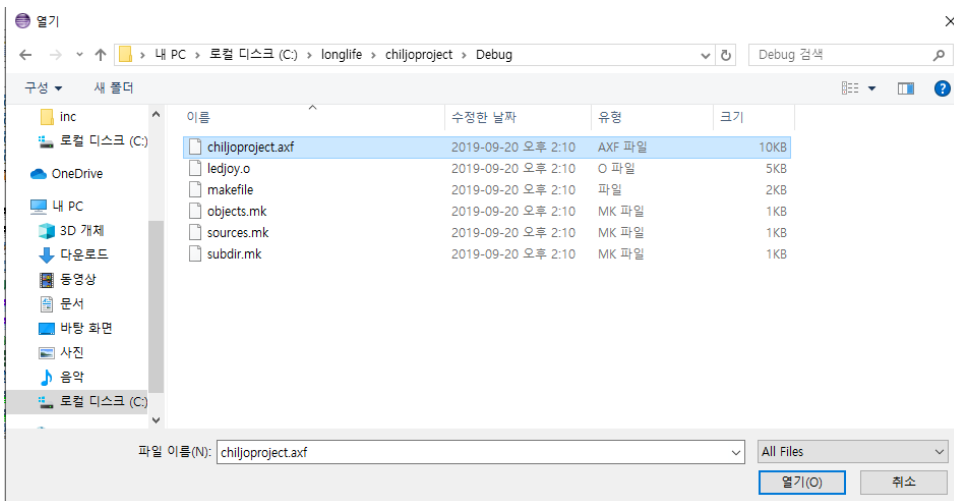 열기
내 PC > 로컬 디스크 (C:) > longlife > chiljoproject > Debug
Debug 검색
구성
새 폴더
inc
로컬 디스크 (C:)
OneDrive
내 PC
3D 개체
다운로드
동영상
문서
바탕 화면
사진
음악
로컬 디스크 (C:)
이름 수정한 날짜 유형 크기
chiljoproject.axf 2019-09-20 오후 2:10 AXF 파일 10KB
ledjoy.o 2019-09-20 오후 2:10 O 파일 5KB
makefile 2019-09-20 오후 2:10 파일 2KB
objects.mk 2019-09-20 오후 2:10 MK 파일 1KB
sources.mk 2019-09-20 오후 2:10 MK 파일 1KB
subdir.mk 2019-09-20 오후 2:10 MK 파일 1KB
파일 이름(N): chiljoproject.axf
All Files
열기(O) 취소